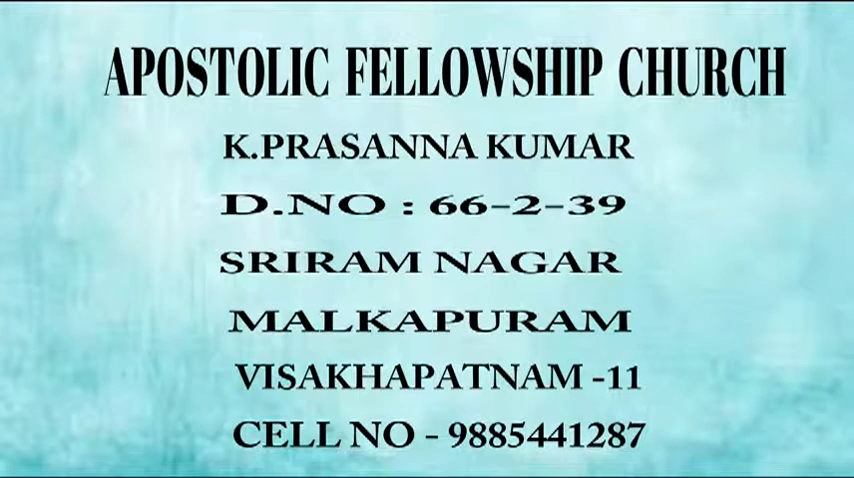 APOSTOLIC FELLOWSHIP CHURCH
K.PRASANNA KUMAR
D.NO : 66-2-39
SRIRAM NAGAR
MALKAPURAM
VISAKHAPATNAM -11
CELL NO - 9885441287